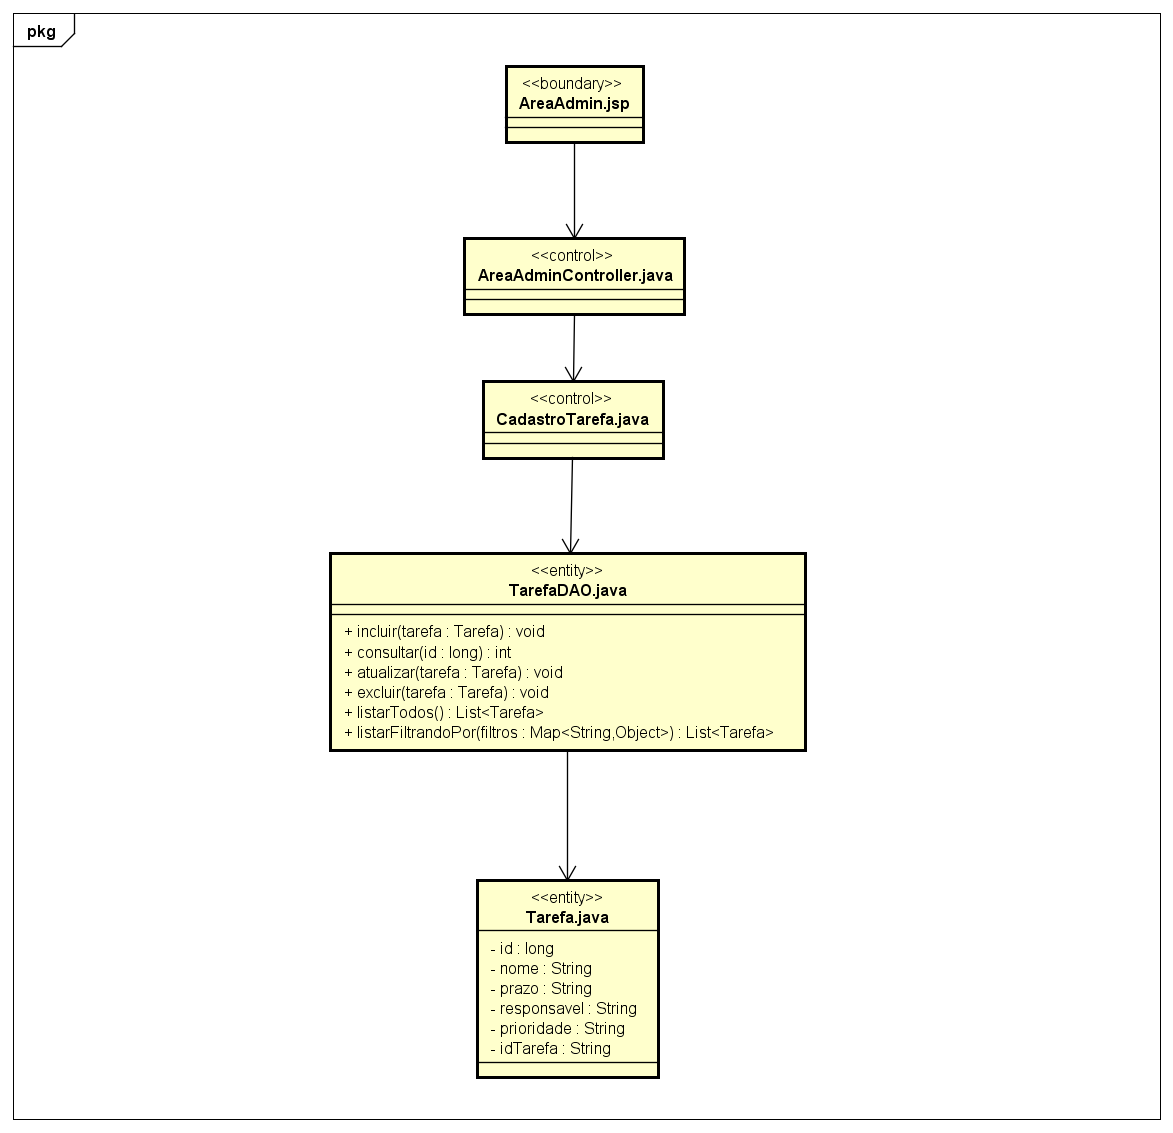 pkg
<<boundary>>
AreaAdmin.jsp
<<control>>
AreaAdminController.java
<<control>>
CadastroTarefa.java
<<entity>>
TarefaDAO.java
+ incluir(tarefa : Tarefa) : void
+ consultar(id : long) : int
+ atualizar(tarefa : Tarefa) : void
+ excluir(tarefa : Tarefa) : void
+ listarTodos() : List<Tarefa>
+ listarFiltrandoPor(filtros : Map<String,Object>) : List<Tarefa>
<<entity>>
Tarefa.java
- id : long
- nome : String
- prazo : String
- responsavel : String
- prioridade : String
- idTarefa : String